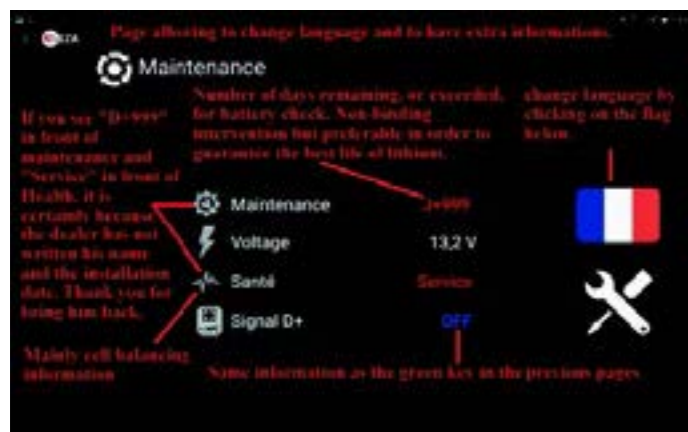 Page allowing to change language and to have extra informations.
Maintenance
Number of days remaining, or exceeded,
for battery check. Non-binding
intervention but preferable in order to
guarantee the best life of lithium.
change language by
clicking on the flag
below.
If you see "D+999"
in front of
maintenance and
"Service" in front of
Health, it is
certainly because
the dealer has not
written his name
and the installation
date. Thank you for
bring him back.
Maintenance
J+999
Voltage
13,2 V
Santé
Service
Signal D+
OFF
Mainly cell balancing
information
Same information as the green key in the previous pages